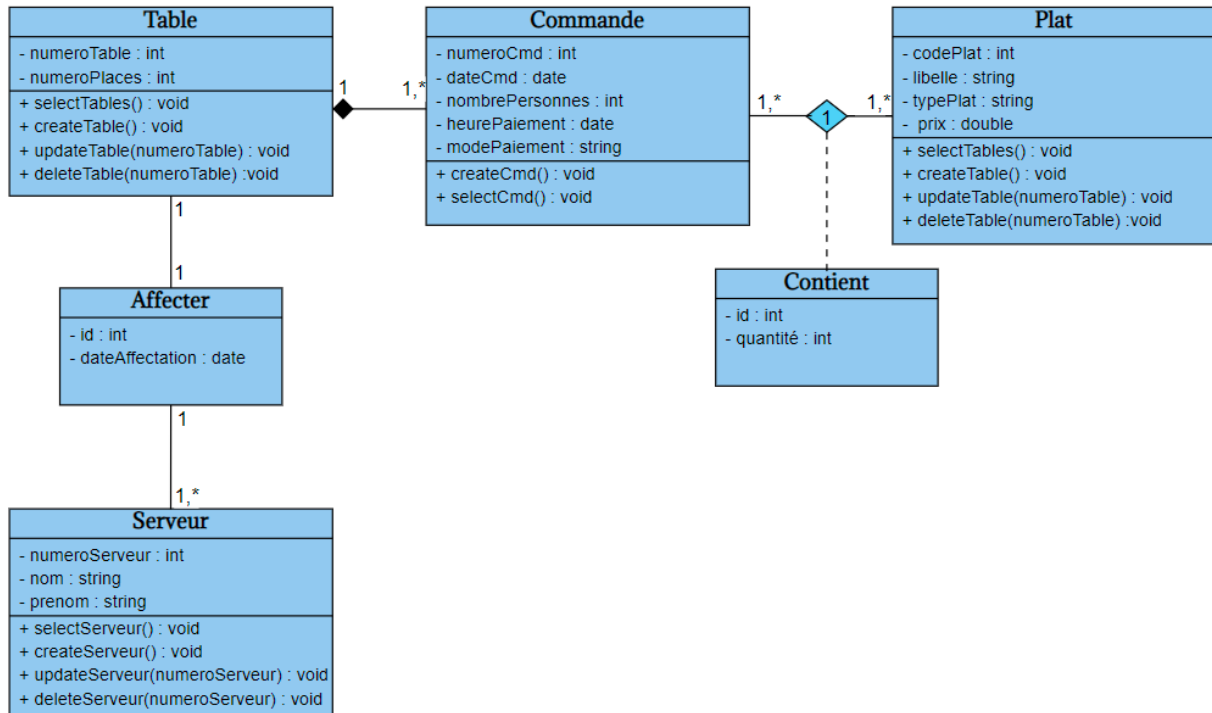 Table
- numeroTable : int
- numeroPlaces : int
+ selectTables() : void
+ createTable() : void
+ updateTable(numeroTable) : void
+ deleteTable(numeroTable) :void
1
1,*
Commande
- numeroCmd : int
- dateCmd : date
- nombrePersonnes : int
- heurePaiement : date
- modePaiement : string
+ createCmd() : void
+ selectCmd() : void
1,*
1
1,*
Plat
- codePlat : int
- libelle : string
- typePlat : string
- prix : double
+ selectTables() : void
+ createTable() : void
+ updateTable(numeroTable) : void
+ deleteTable(numeroTable) :void
1
1
Affecter
- id : int
- dateAffectation : date
Contient
- id : int
- quantité : int
1
1,*
Serveur
- numeroServeur : int
- nom : string
- prenom : string
+ selectServeur() : void
+ createServeur() : void
+ updateServeur(numeroServeur) : void
+ deleteServeur(numeroServeur) : void